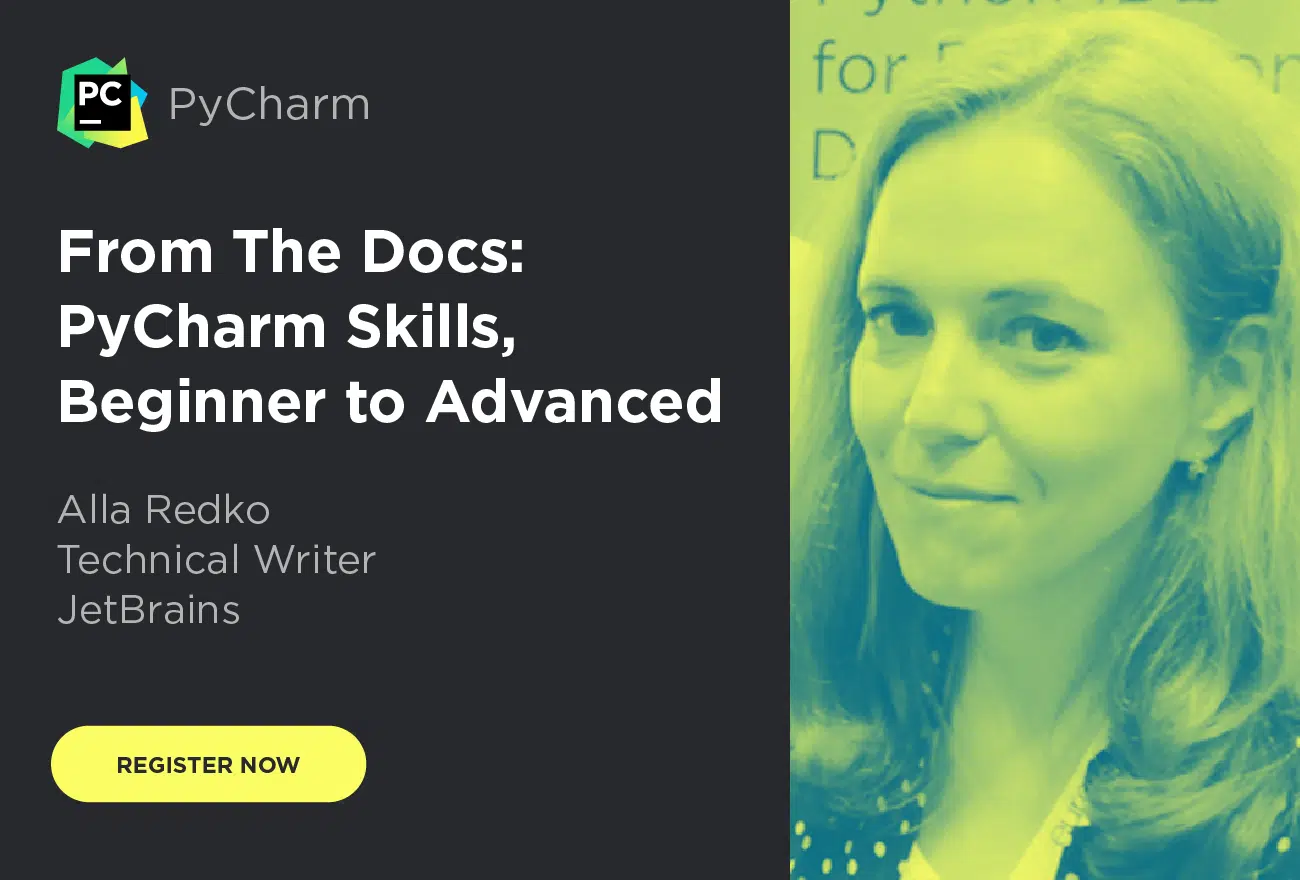 PC
PyCharm
From The Docs:
PyCharm Skills,
Beginner to Advanced
Alla Redko
Technical Writer
JetBrains
REGISTER NOW
for